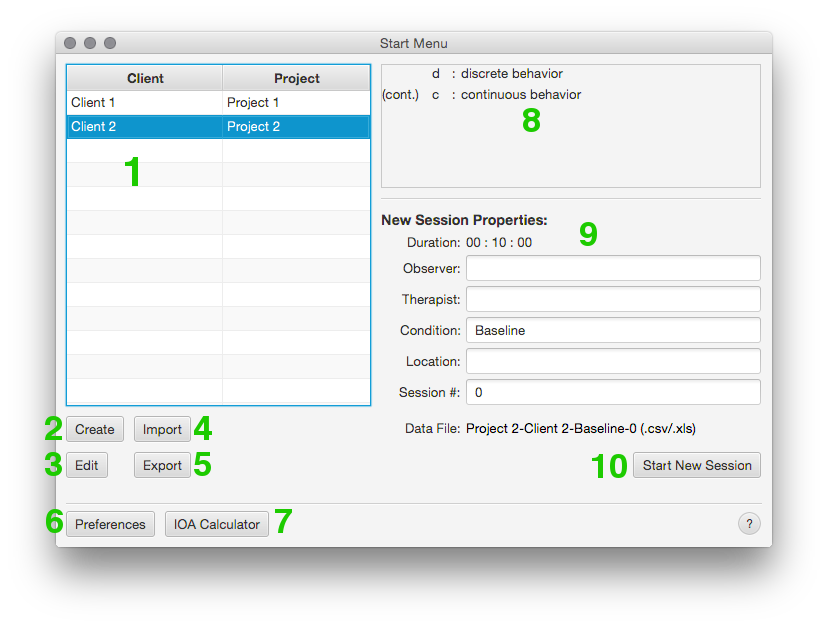 Start Menu
Client Project
Client 1 Project 1
Client 2 Project 2
1
2 Create Import 4
3 Edit Export 5
6 Preferences IOA Calculator 7
d : discrete behavior
(cont.) c : continuous behavior
8
New Session Properties:
9
Duration: 00 : 10 : 00
Observer:
Therapist:
Condition: Baseline
Location:
Session #: 0
Data File: Project 2-Client 2-Baseline-0 (.csv/.xls)
10 Start New Session
?